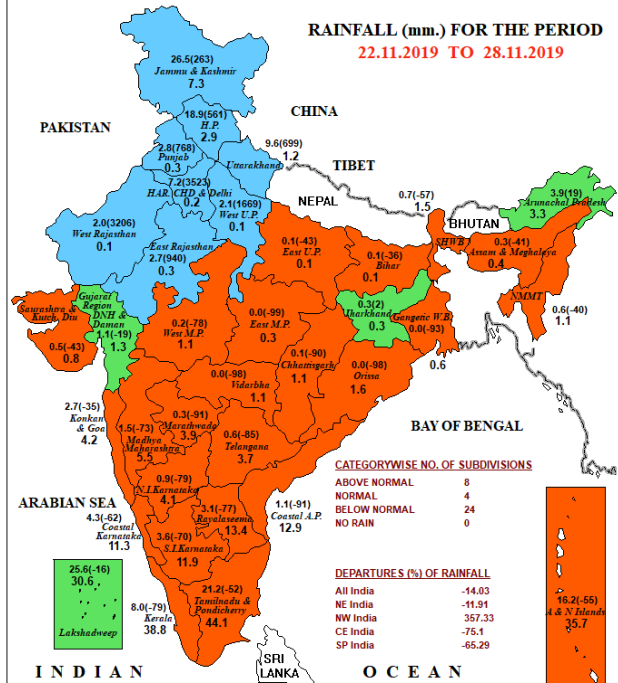 RAINFALL (mm.) FOR THE PERIOD
22.11.2019 TO 28.11.2019
26.5(263)
Jammu & Kashmir
7.3
CHINA
18.9(561)
H.P.
2.9
PAKISTAN
2.8(768)
Punjab
0.3
9.6(699)
Uttarakhand
1.2
TIBET
7.2(3523)
HAR. CHD & Delhi
0.2
2.1(1669)
West U.P.
0.1
NEPAL
0.7(-57)
1.5
3.9(19)
Arunachal Pradesh
3.3
BHUTAN
2.0(3206)
West Rajasthan
0.1
East Rajasthan
2.7(940)
0.3
0.1(-43)
East U.P.
0.1
0.1(-36)
Bihar
0.1
SHWB
0.3(-41)
Assam & Meghalaya
0.4
NMMT
0.6(-40)
1.1
Gujarat
Region
DNH &
Daman
1.1(-19)
1.3
Saurashtra &
Kutch, Diu
0.5(-43)
0.8
0.2(-78)
West M.P.
1.1
0.0(-99)
East M.P.
0.3
0.3(2)
Jharkhand
0.3
Gangetic W.B.
0.0(-93)
0.6
0.0(-98)
Vidarbha
1.1
0.1(-90)
Chhattisgarh
1.1
0.0(-98)
Orissa
1.6
2.7(-35)
Konkan
& Goa
4.2
1.5(-73)
Madhya
Maharashtra
5.5
0.3(-91)
Marathwada
3.9
0.6(-85)
Telangana
3.7
BAY OF BENGAL
0.9(-79)
N.I.Karnataka
4.1
ARABIAN SEA
4.3(-62)
Coastal
Karnataka
11.3
3.1(-77)
Rayalaseema
13.4
1.1(-91)
Coastal A.P.
12.9
3.6(-70)
S.I.Karnataka
11.9
CATEGORYWISE NO. OF SUBDIVISIONS
ABOVE NORMAL 8
NORMAL 4
BELOW NORMAL 24
NO RAIN 0
25.6(-16)
30.6
Lakshadweep
8.0(-79)
Kerala
38.8
21.2(-52)
Tamilnadu &
Pondicherry
44.1
DEPARTURES (%) OF RAINFALL
All India -14.03
NE India -11.91
NW India 357.33
CE India -75.1
SP India -65.29
16.2(-55)
A & N Islands
35.7
SRI
LANKA
INDIAN OCEAN